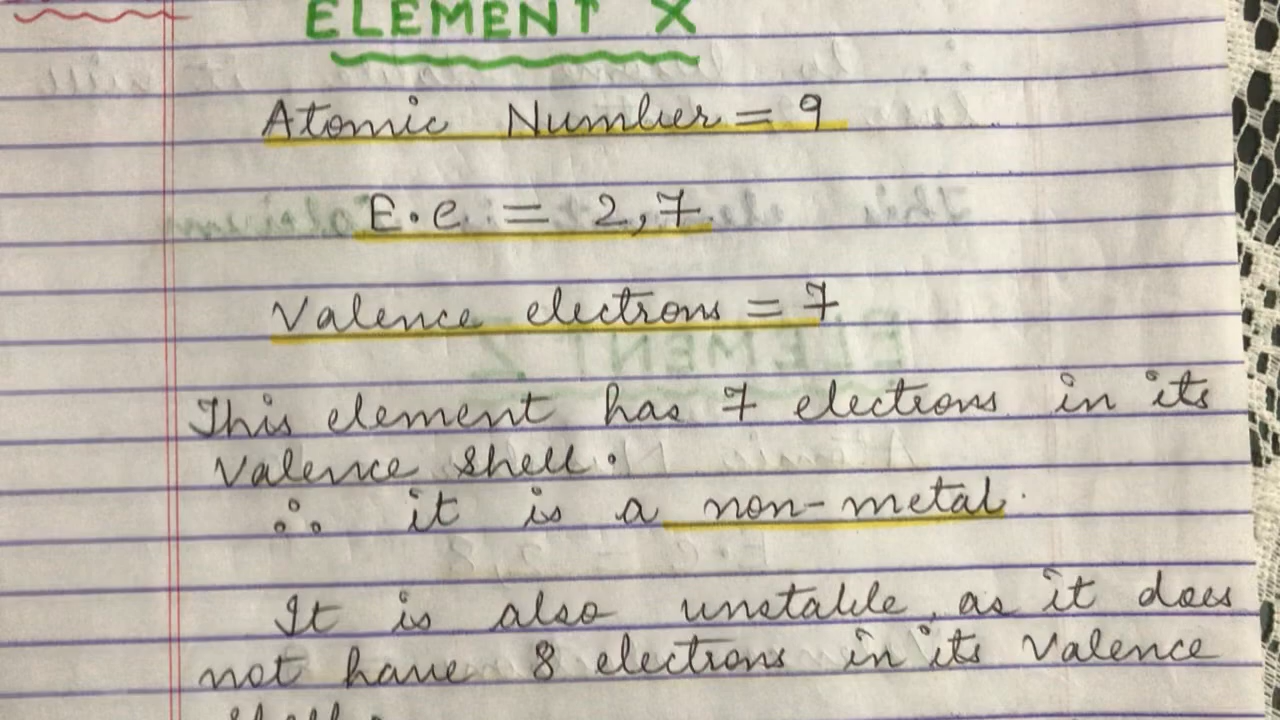 ELEMENT X
Atomic Number = 9
E.e = 2,7
Valence electrons = 7
This element has 7 electrons in its
Valence shell.
∴ it is a non-metal.
It is also unstable as it does
not have 8 electrons in its Valence
shell.